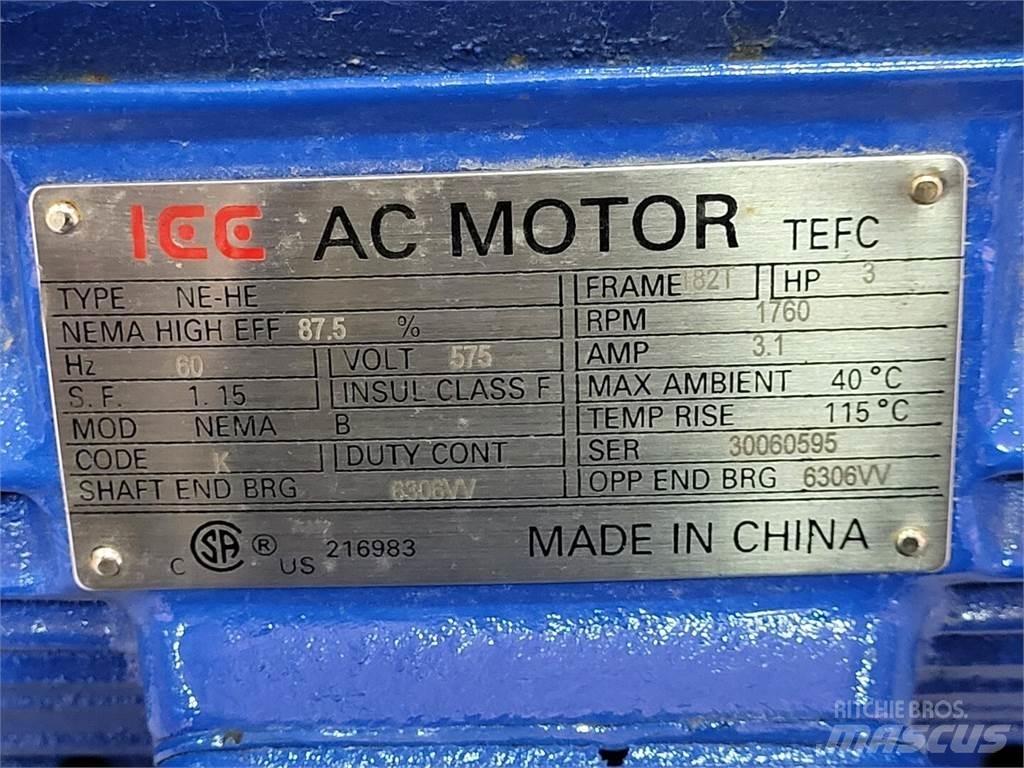 IEE AC MOTOR TEFC
TYPE NE-HE FRAME 182T HP 3
NEMA HIGH EFF 87.5 % RPM 1760
Hz 60 VOLT 575 AMP 3.1
S. F. 1. 15 INSUL CLASS F MAX AMBIENT 40 °C
MOD NEMA B TEMP RISE 115 °C
CODE K DUTY CONT SER 30060595
SHAFT END BRG 6306VV OPP END BRG 6306VV
C SA ® US 216983 MADE IN CHINA
RITCHIE BROS.
MASCUS